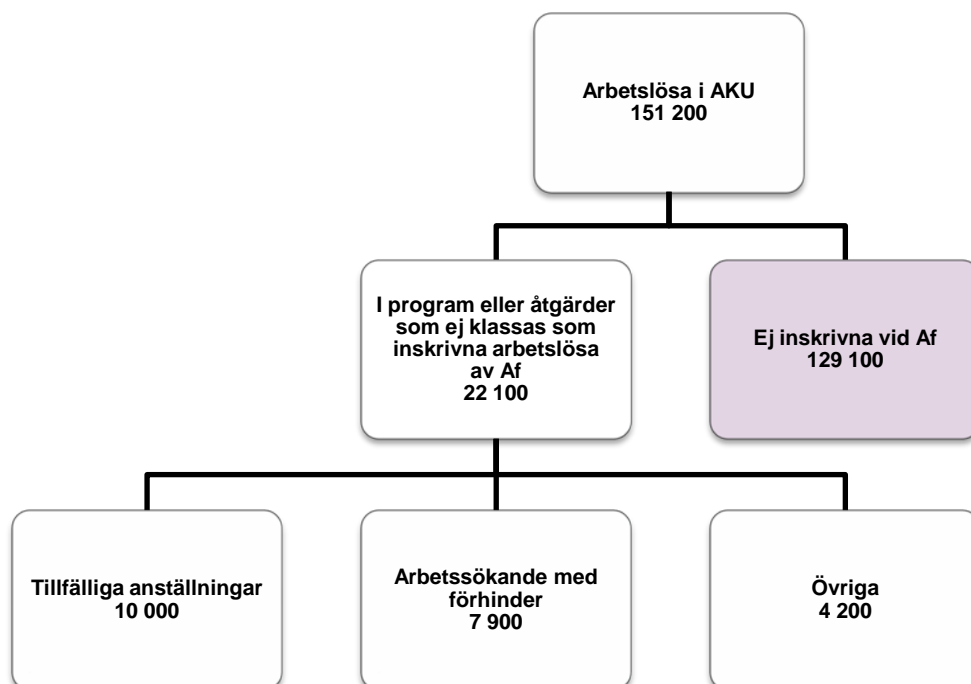 Arbetslösa i AKU
151 200
I program eller åtgärder
som ej klassas som
inskrivna arbetslösa
av Af
22 100
Ej inskrivna vid Af
129 100
Tillfälliga anställningar
10 000
Arbetssökande med
förhinder
7 900
Övriga
4 200